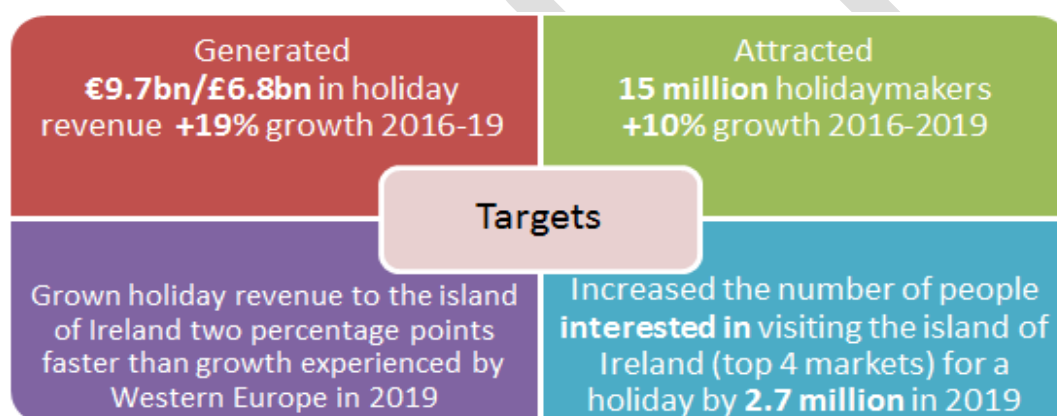 Generated
€9.7bn/£6.8bn in holiday
revenue +19% growth 2016-19
Attracted
15 million holidaymakers
+10% growth 2016-2019
Targets
Grown holiday revenue to the island
of Ireland two percentage points
faster than growth experienced by
Western Europe in 2019
Increased the number of people
interested in visiting the island of
Ireland (top 4 markets) for a
holiday by 2.7 million in 2019